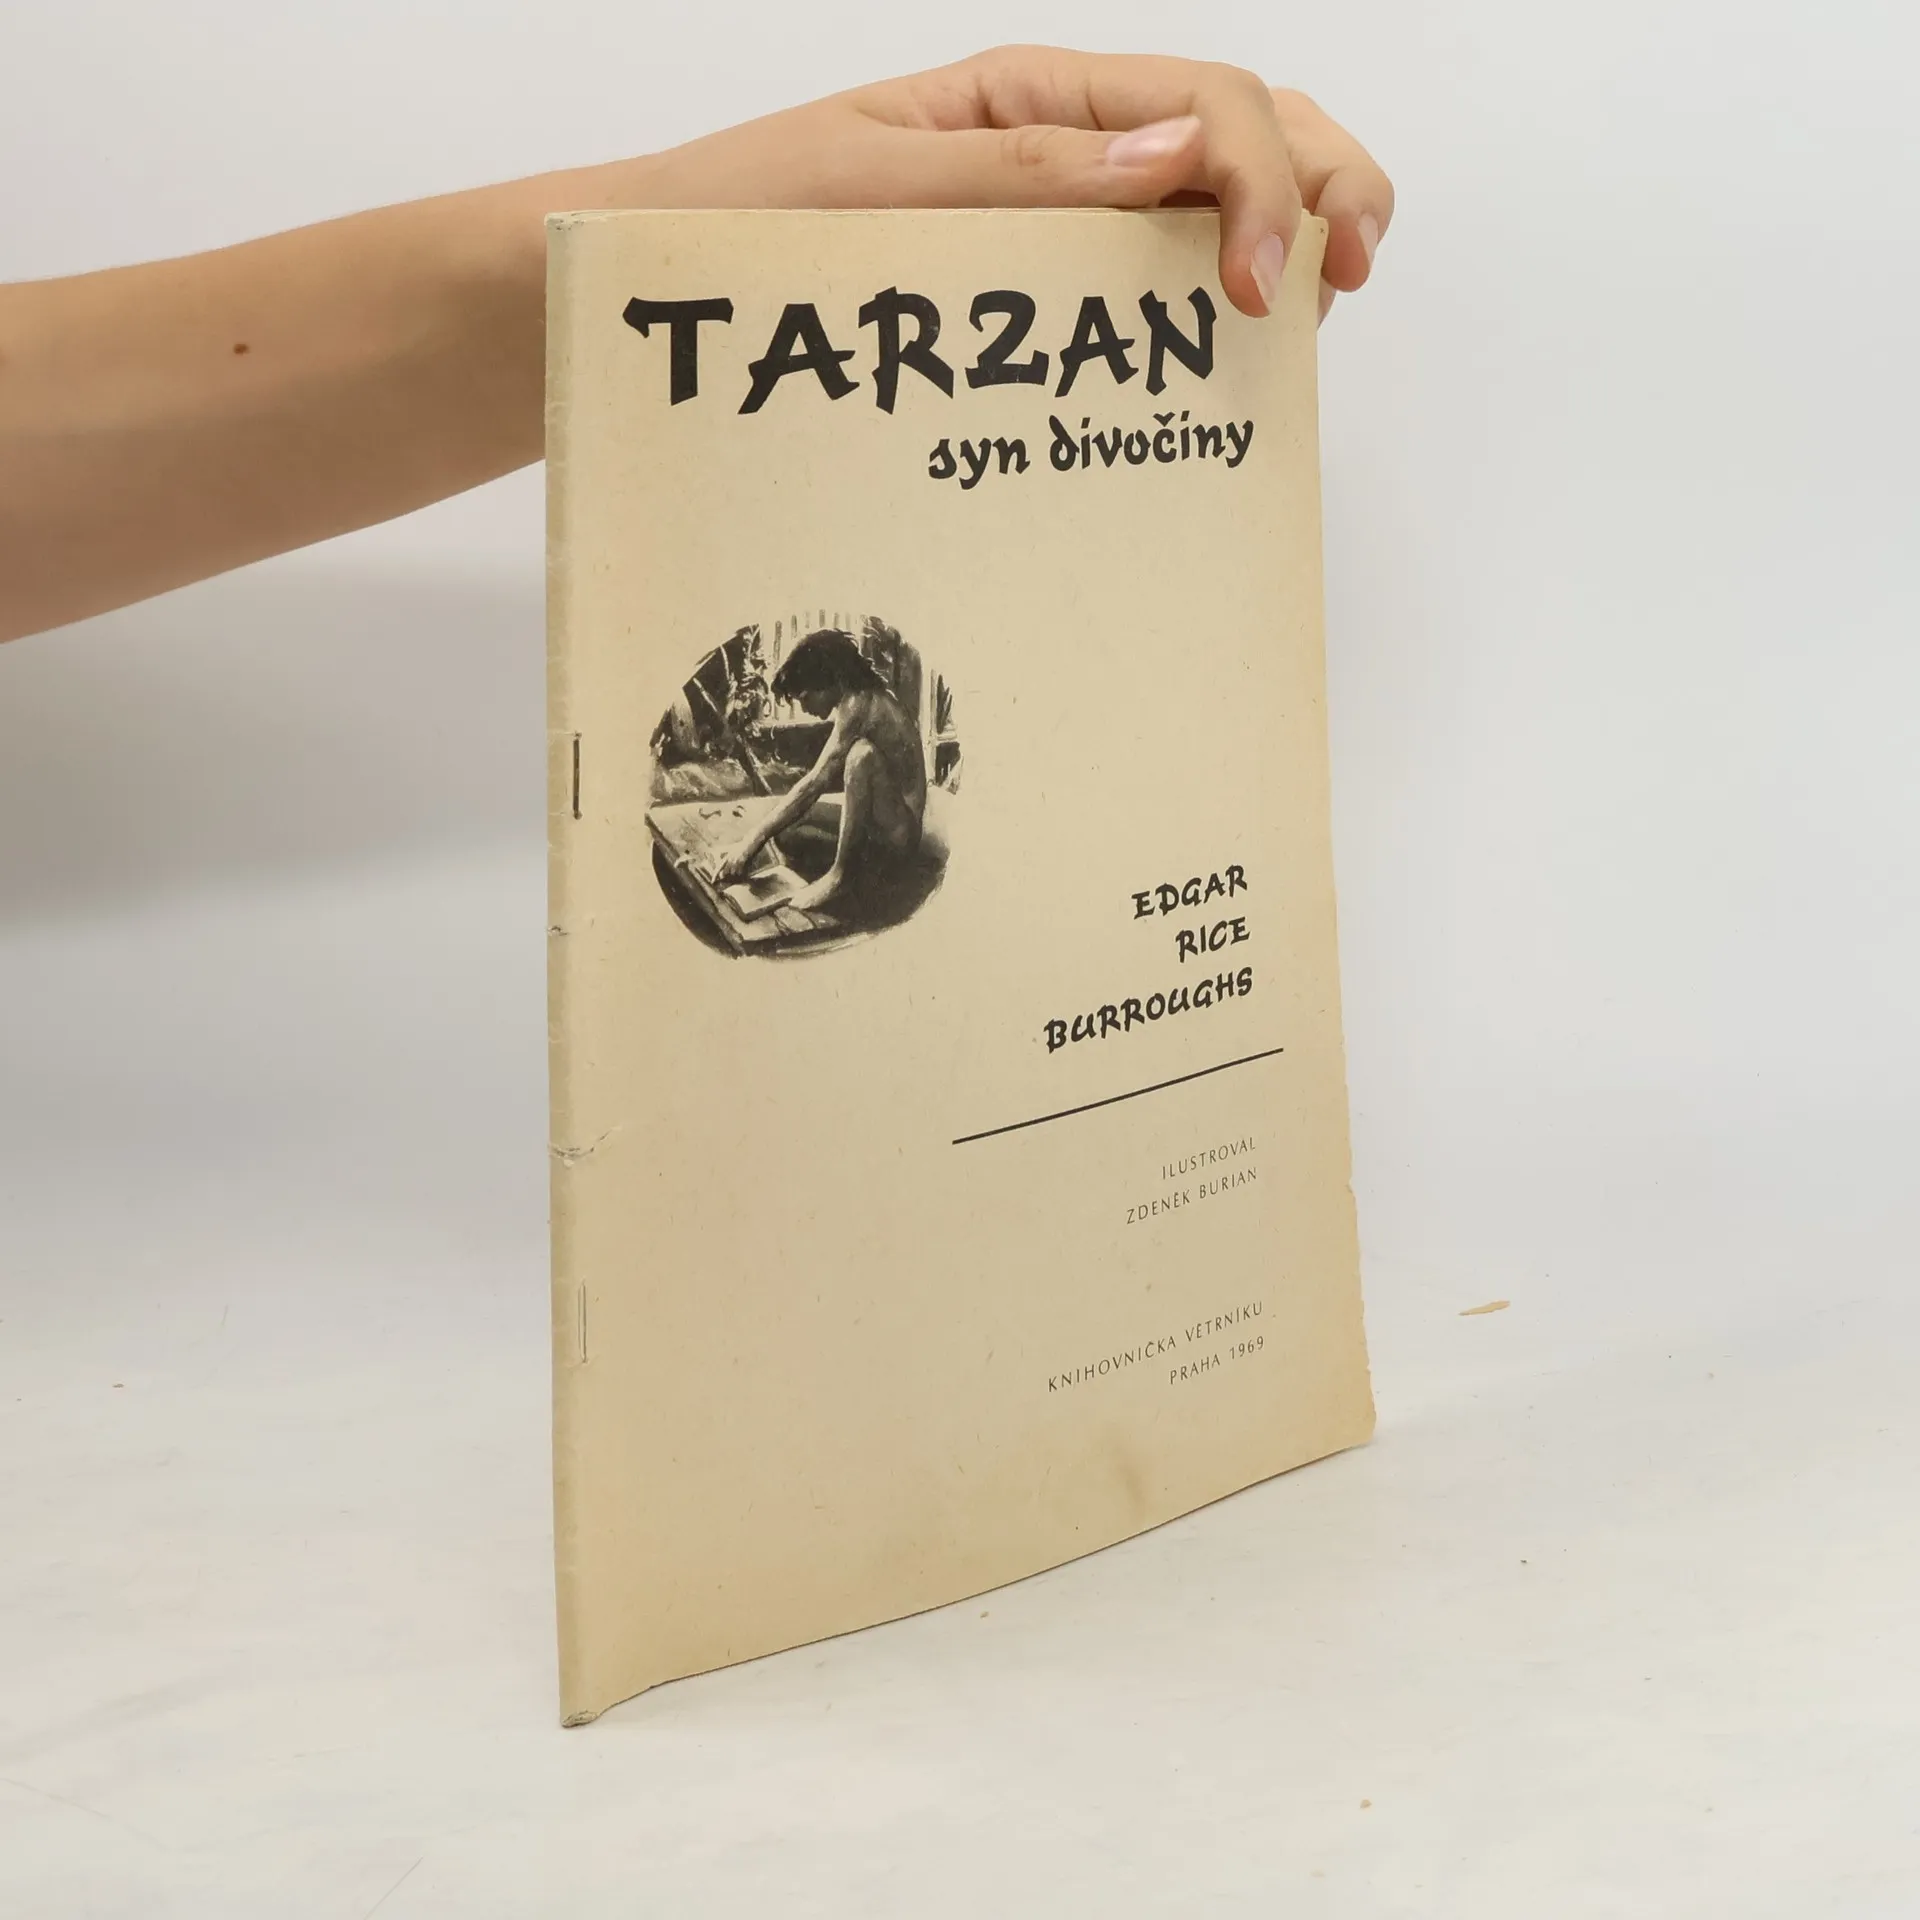 TARZAN
syn divočiny
EDGAR
RICE
BURROUGHS
ILUSTROVAL
ZDENĚK BURIAN
KNIHOVNIČKA VĚTRNÍKU
PRAHA 1969